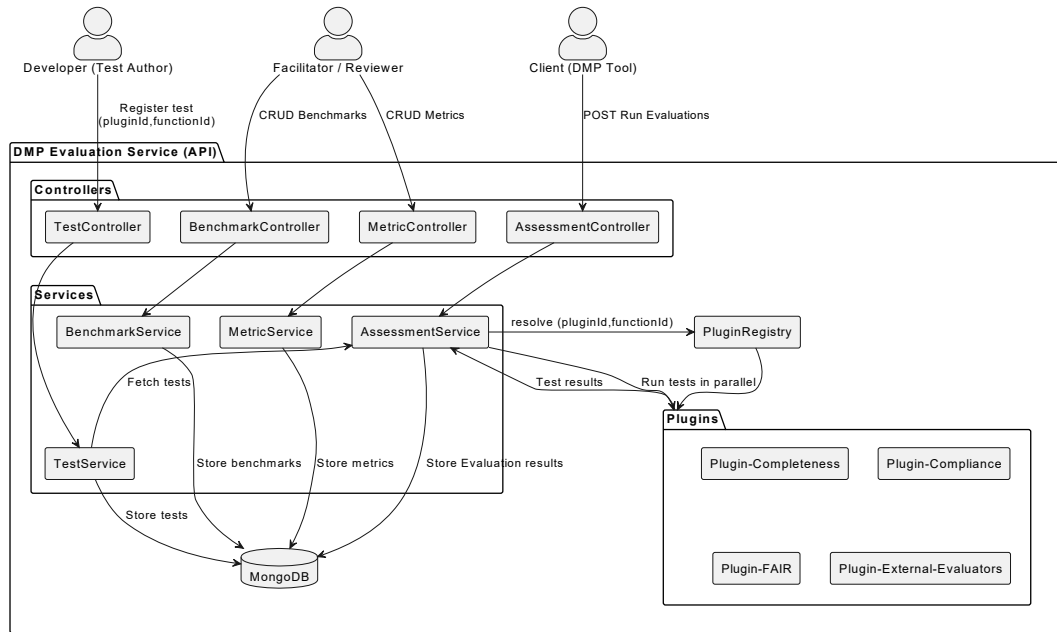 Developer (Test Author)
Facilitator / Reviewer
Client (DMP Tool)
Register test
(pluginId,functionId)
CRUD Benchmarks
CRUD Metrics
POST Run Evaluations
DMP Evaluation Service (API)
Controllers
TestController
BenchmarkController
MetricController
AssessmentController
Services
BenchmarkService
MetricService
AssessmentService
resolve (pluginId,functionId)
PluginRegistry
Fetch tests
Test results
Run tests in parallel
Plugins
TestService
Store benchmarks
Store metrics
Store Evaluation results
Plugin-Completeness
Plugin-Compliance
Store tests
MongoDB
Plugin-FAIR
Plugin-External-Evaluators